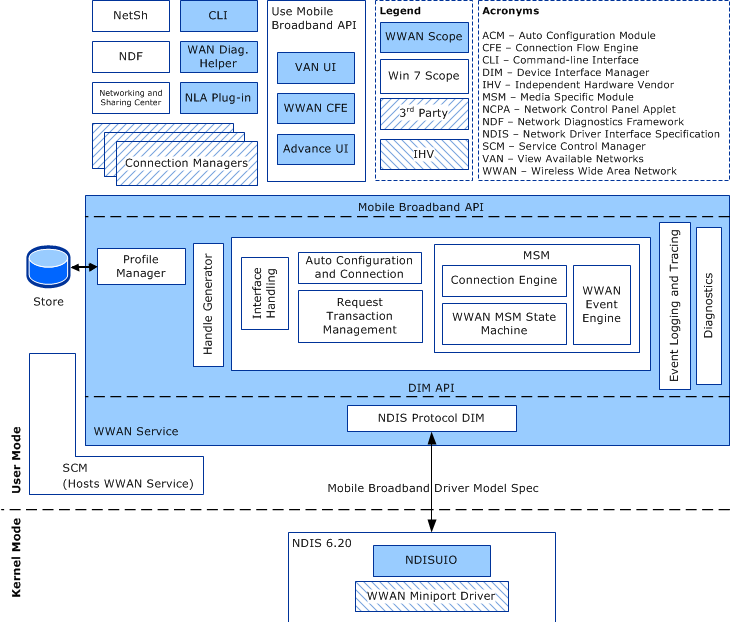 NetSh
CLI
Use Mobile
Broadband API
Legend
Acronyms
NDF
WAN Diag.
Helper
VAN UI
WWAN Scope
Networking and
Sharing Center
NLA Plug-in
WWAN CFE
Win 7 Scope
Connection Managers
Advance UI
3rd Party
IHV
ACM – Auto Configuration Module
CFE – Connection Flow Engine
CLI – Command-line Interface
DIM – Device Interface Manager
IHV – Independent Hardware Vendor
MSM – Media Specific Module
NCPA – Network Control Panel Applet
NDF – Network Diagnostics Framework
NDIS – Network Driver Interface Specification
SCM – Service Control Manager
VAN – View Available Networks
WWAN – Wireless Wide Area Network
Mobile Broadband API
Store
Profile
Manager
Handle Generator
Interface
Handling
Auto Configuration
and Connection
Request
Transaction
Management
MSM
Connection Engine
WWAN MSM State
Machine
WWAN
Event
Engine
Event Logging and Tracing
Diagnostics
DIM API
NDIS Protocol DIM
WWAN Service
User Mode
SCM
(Hosts WWAN Service)
Mobile Broadband Driver Model Spec
Kernel Mode
NDIS 6.20
NDISUIO
WWAN Miniport Driver